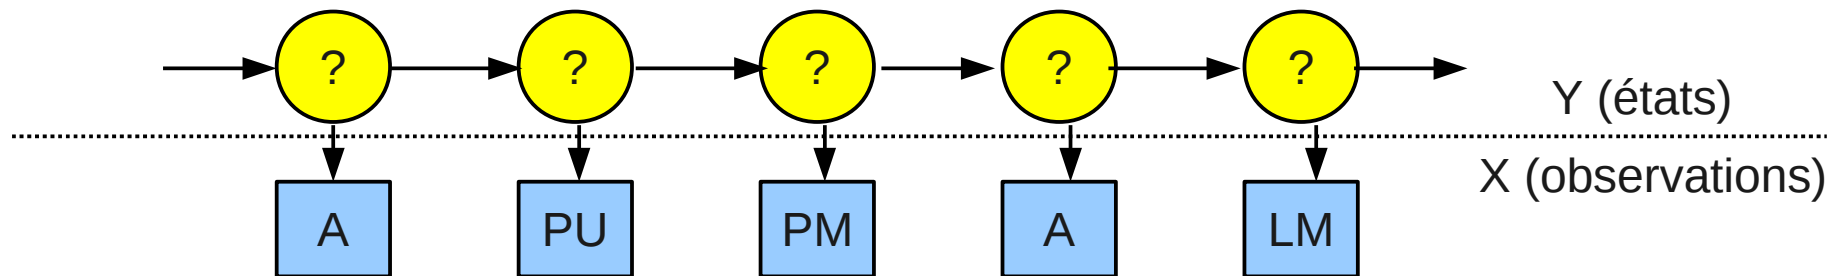 ? ? ? ? ?
Y (états)
X (observations)
A PU PM A LM